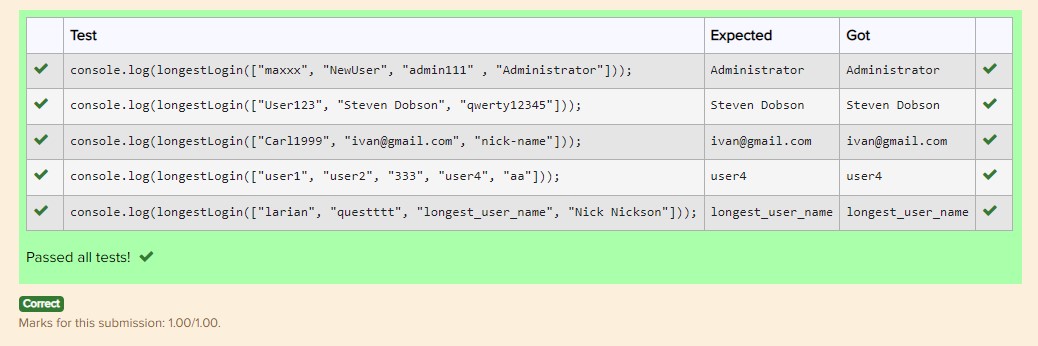 Test Expected Got
console.log(longestLogin(["maxxx", "NewUser", "admin111" , "Administrator"])); Administrator Administrator
console.log(longestLogin(["User123", "Steven Dobson", "qwerty12345"])); Steven Dobson Steven Dobson
console.log(longestLogin(["Carl1999", "ivan@gmail.com", "nick-name"])); ivan@gmail.com ivan@gmail.com
console.log(longestLogin(["user1", "user2", "333", "user4", "aa"])); user4 user4
console.log(longestLogin(["larian", "questttt", "longest_user_name", "Nick Nickson"])); longest_user_name longest_user_name
Passed all tests!
Correct
Marks for this submission: 1.00/1.00.